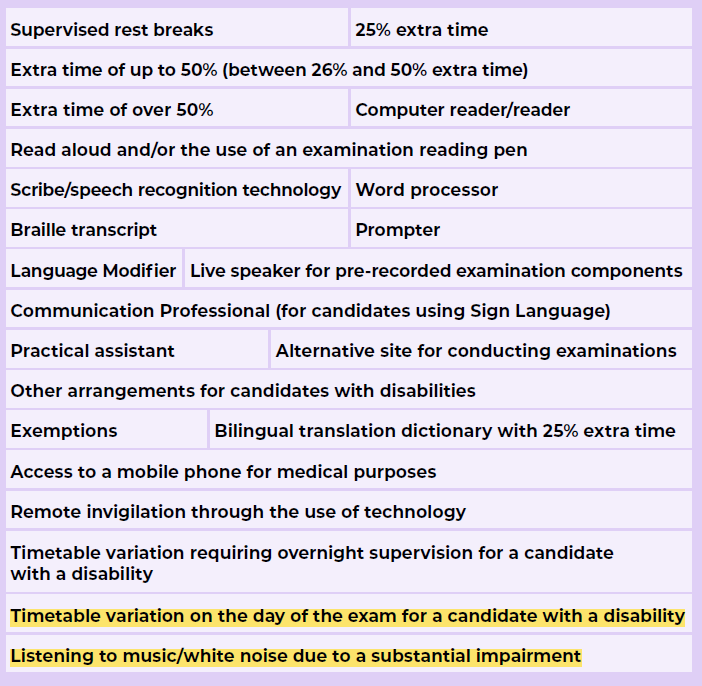 Supervised rest breaks
25% extra time
Extra time of up to 50% (between 26% and 50% extra time)
Extra time of over 50%
Computer reader/reader
Read aloud and/or the use of an examination reading pen
Scribe/speech recognition technology
Word processor
Braille transcript
Prompter
Language Modifier
Live speaker for pre-recorded examination components
Communication Professional (for candidates using Sign Language)
Practical assistant
Alternative site for conducting examinations
Other arrangements for candidates with disabilities
Exemptions
Bilingual translation dictionary with 25% extra time
Access to a mobile phone for medical purposes
Remote invigilation through the use of technology
Timetable variation requiring overnight supervision for a candidate
with a disability
Timetable variation on the day of the exam for a candidate with a disability
Listening to music/white noise due to a substantial impairment